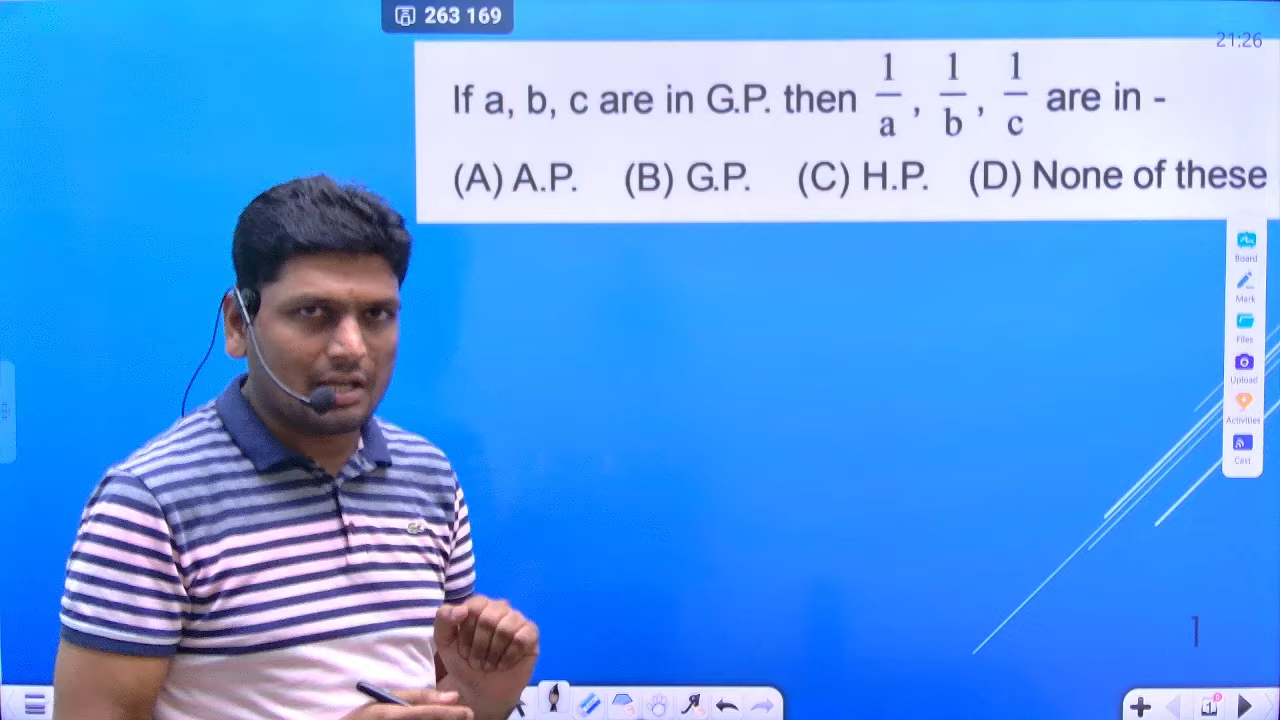 263 169
21:26
If a, b, c are in G.P. then 1/a, 1/b, 1/c are in -
(A) A.P. (B) G.P. (C) H.P. (D) None of these
Board
Mark
Files
Upload
Activities
Cast
1